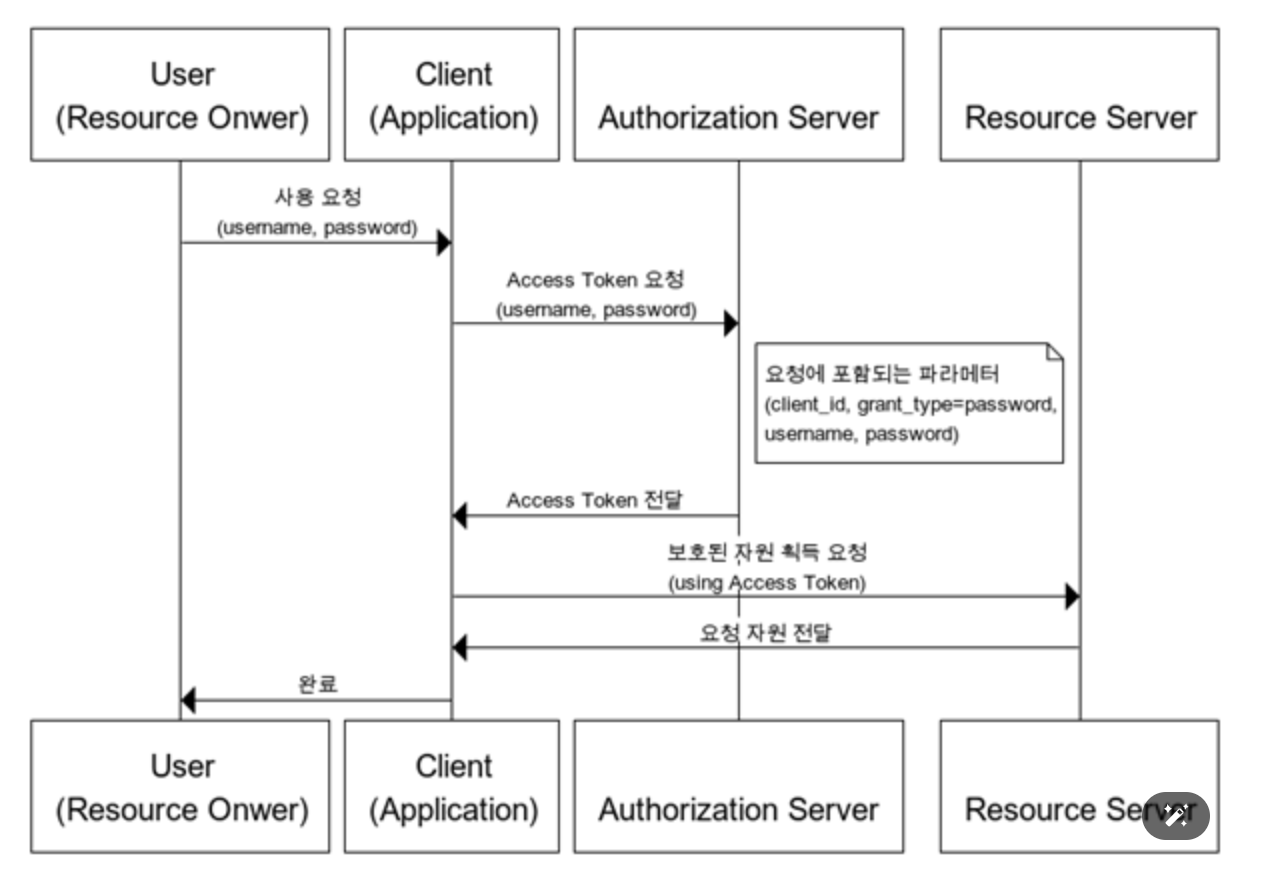 User
(Resource Onwer)
Client
(Application)
Authorization Server
Resource Server
사용 요청
(username, password)
Access Token 요청
(username, password)
요청에 포함되는 파라메터
(client_id, grant_type=password,
username, password)
Access Token 전달
보호된 자원 획득 요청
(using Access Token)
요청 자원 전달
완료
User
(Resource Onwer)
Client
(Application)
Authorization Server
Resource Server